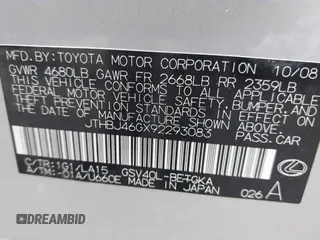 MFD. BY: TOYOTA MOTOR CORPORATION 10/08
GVWR 4680LB GAWR FR 2668LB RR 2359LB
THIS VEHICLE CONFORMS TO ALL APPLICABLE
FEDERAL MOTOR VEHICLE SAFETY, BUMPER, AND
THEFT PREVENTION STANDARDS IN EFFECT ON
THE DATE OF MANUFACTURE SHOWN ABOVE.
JTHBJ46GX92293083 PASS. CAR
C/TR:1G1/LA15 GSV40L-BETGKA
A/TM:-01A/U660E MADE IN JAPAN 026 A
AUTOBIDMASTER